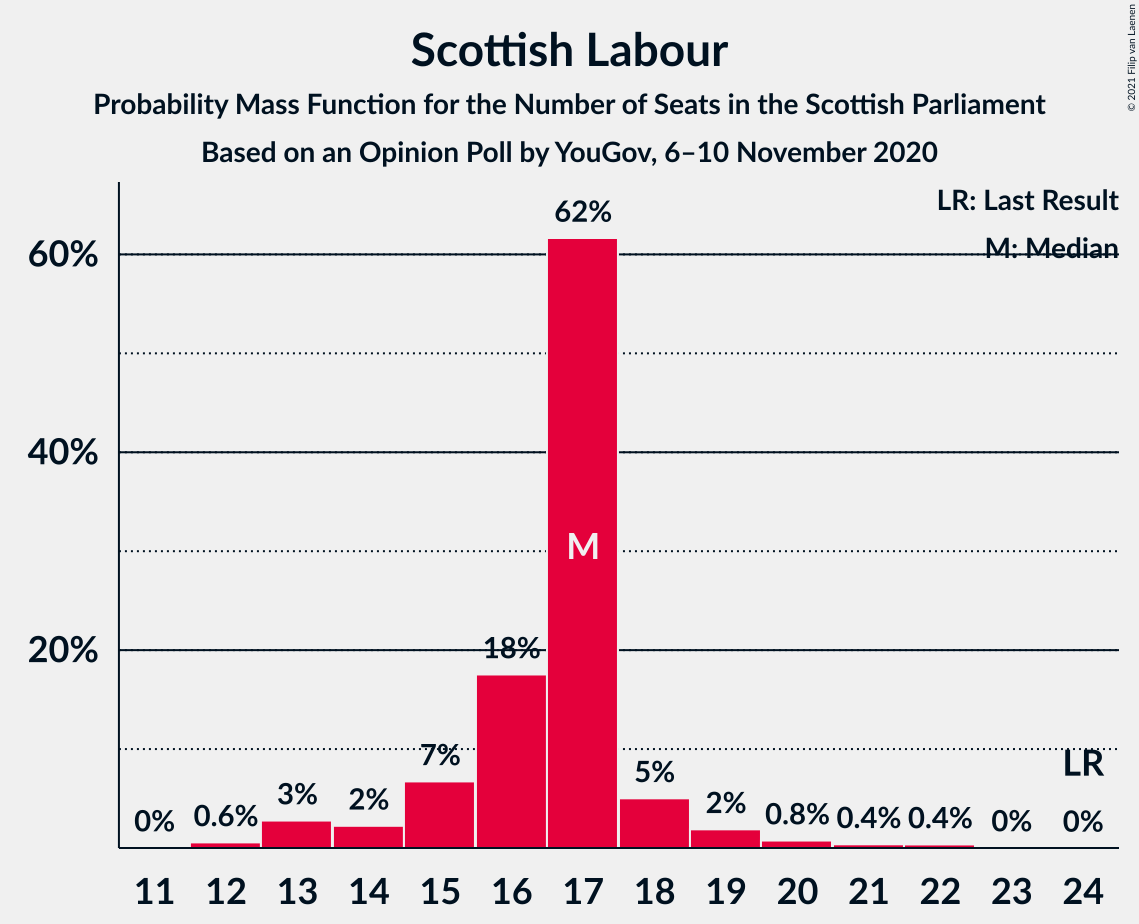 Scottish Labour
Probability Mass Function for the Number of Seats in the Scottish Parliament
Based on an Opinion Poll by YouGov, 6–10 November 2020
© 2021 Filip van Laenen
LR: Last Result
M: Median
62%
60%
40%
M
20%
18%
7%
5%
3%
2%
2%
0.8%
0.6%
0.4%
0.4%
0%
0%
LR
0%
11 12 13 14 15 16 17 18 19 20 21 22 23 24